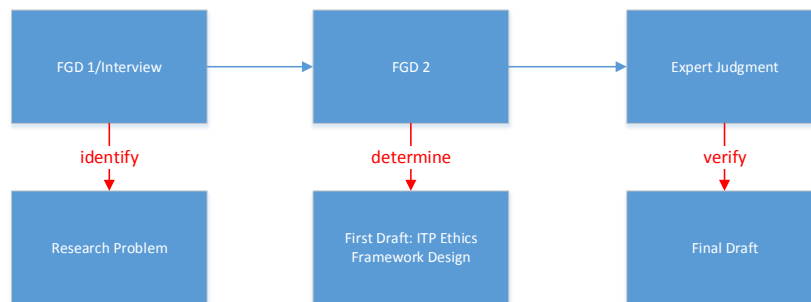 FGD 1/Interview
FGD 2
Expert Judgment
identify
determine
verify
Research Problem
First Draft: ITP Ethics
Framework Design
Final Draft